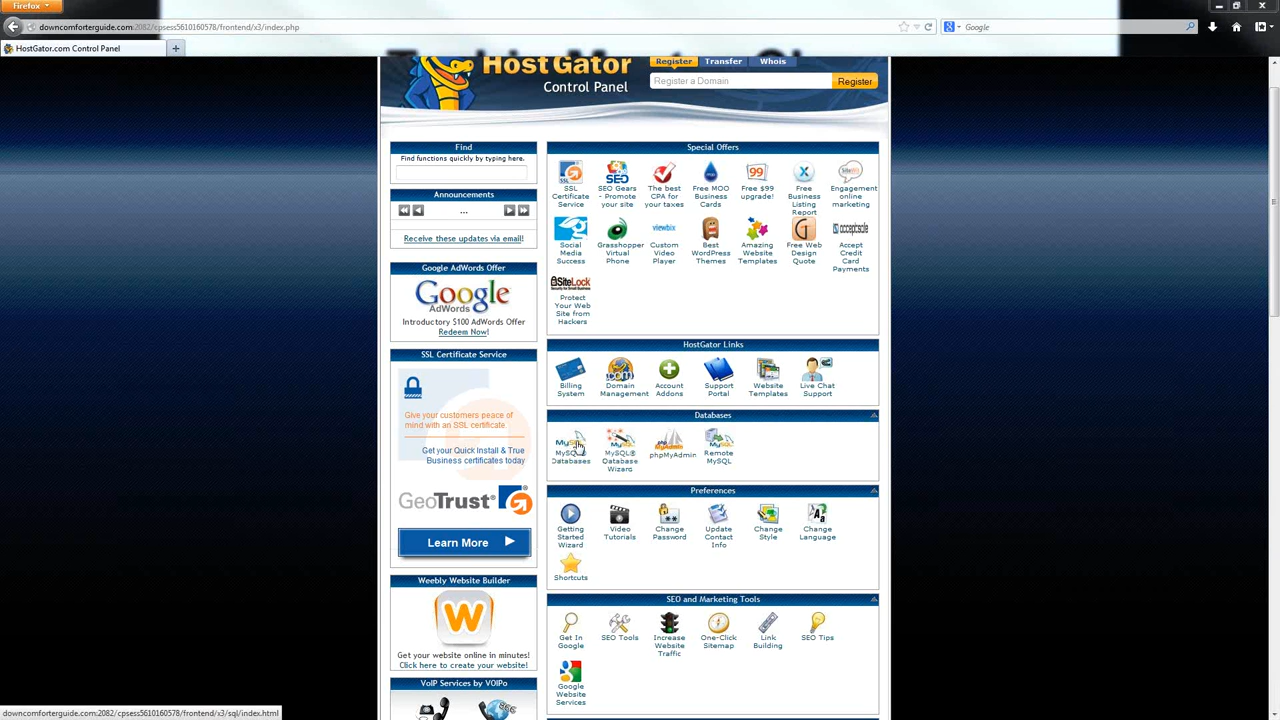 Firefox
downcomforterguide.com:2082/cpsess5610160578/frontend/x3/index.php
Google
HostGator.com Control Panel
HostGator
Control Panel
Register
Transfer
Whois
Register a Domain
Register
Find
Find functions quickly by typing here.
Announcements
...
Receive these updates via email!
Google AdWords Offer
Google
AdWords
Introductory $100 AdWords Offer
Redeem Now!
SSL Certificate Service
Give your customers peace of
mind with an SSL certificate
Get your Quick Install & True
Business certificates today
GeoTrust®
Learn More
Weebly Website Builder
W
Get your website online in minutes!
Click here to create your website!
VoIP Services by VOIPo
Special Offers
SSL
Certificate
Service
SEO
SEO Gears
- Promote
your site
The best
CPA for
your taxes
Free MOO
Business
Cards
99
Free $99
upgrade!
X
Free
Business
Listing
Report
Engagement
online
marketing
Social
Media
Success
Grasshopper
Virtual
Phone
viewbix
Custom
Video
Player
Best
WordPress
Themes
Amazing
Website
Templates
Free Web
Design
Quote
Accept
Credit
Card
Payments
SiteLock
Protect
Your Web
Site from
Hackers
HostGator Links
Billing
System
.COM
Domain
Management
Account
Addons
Support
Portal
Website
Templates
Live Chat
Support
Databases
MySQL
MySQL®
Databases
MySQL
MySQL®
Database
Wizard
phpMyAdmin
MySQL
Remote
MySQL
Preferences
Getting
Started
Wizard
Video
Tutorials
Change
Password
Update
Contact
Info
Change
Style
Change
Language
Shortcuts
SEO and Marketing Tools
Get In
Google
SEO Tools
Increase
Website
Traffic
One-Click
Sitemap
Link
Building
SEO Tips
Google
Website
Services
downcomforterguide.com:2082/cpsess5610160578/frontend/x3/sql/index.html